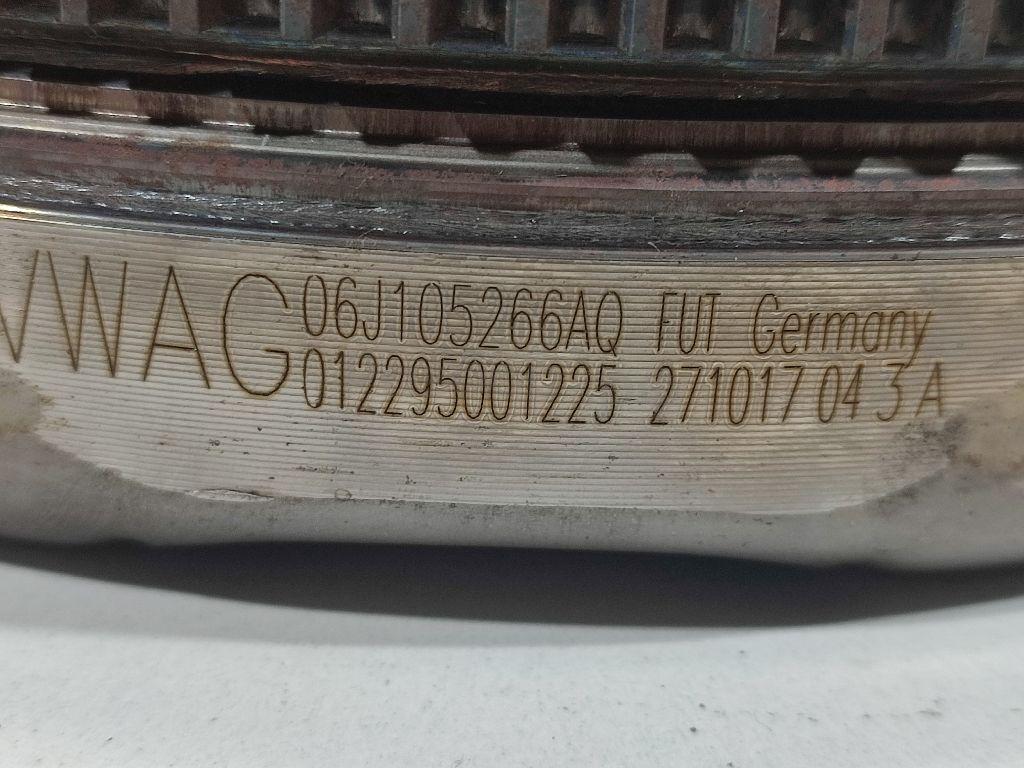 VWAG 06J105266AQ FUT Germany
012295001225 271017 04 3 A